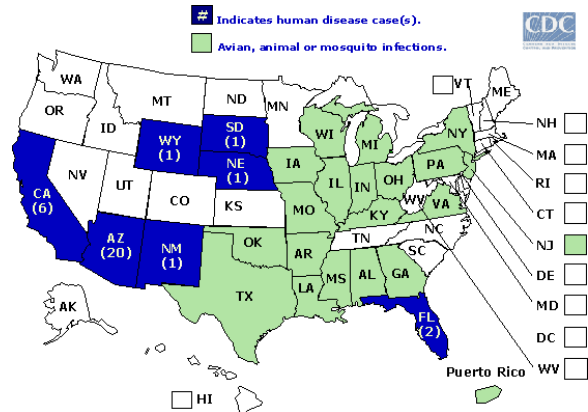 # Indicates human disease case(s).
Avian, animal or mosquito infections.
CDC
WA
OR
ID
MT
ND
MN
WY
(1)
SD
(1)
NE
(1)
CA
(6)
NV
UT
CO
KS
AZ
(20)
NM
(1)
OK
TX
IA
MO
AR
LA
WI
MI
IL
IN
OH
KY
TN
MS
AL
GA
FL
(2)
SC
NC
VA
WV
PA
NY
VT
ME
NH
MA
RI
CT
NJ
DE
MD
DC
WV
AK
HI
Puerto Rico